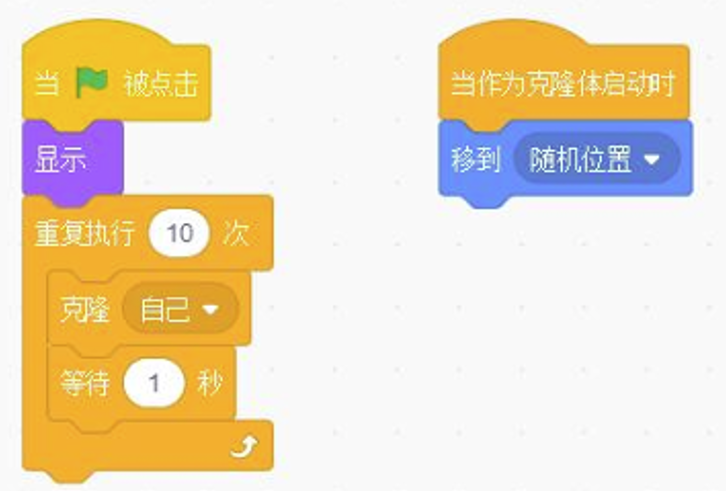 当 被点击
显示
重复执行 10 次
克隆 自己
等待 1 秒
当作为克隆体启动时
移到 随机位置